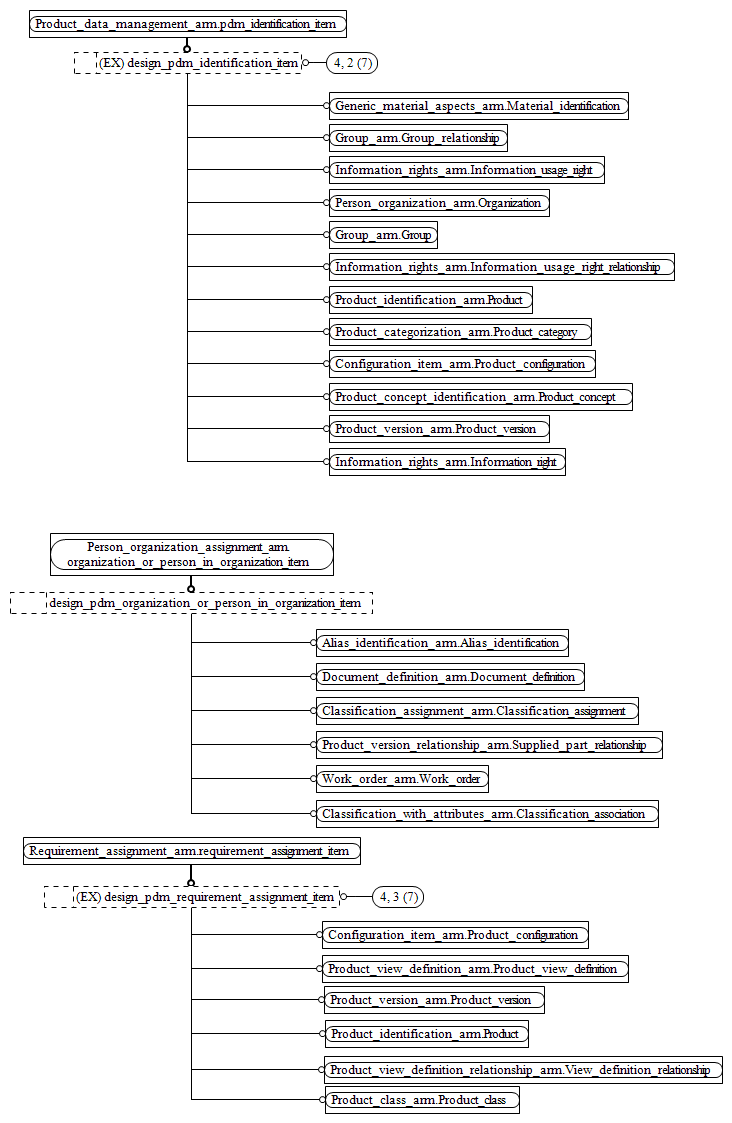 Product_data_management_arm.pdm_identification_item
(EX) design_pdm_identification_item
4, 2 (7)
Generic_material_aspects_arm.Material_identification
Group_arm.Group_relationship
Information_rights_arm.Information_usage_right
Person_organization_arm.Organization
Group_arm.Group
Information_rights_arm.Information_usage_right_relationship
Product_identification_arm.Product
Product_categorization_arm.Product_category
Configuration_item_arm.Product_configuration
Product_concept_identification_arm.Product_concept
Product_version_arm.Product_version
Information_rights_arm.Information_right
Person_organization_assignment_arm.
organization_or_person_in_organization_item
design_pdm_organization_or_person_in_organization_item
Alias_identification_arm.Alias_identification
Document_definition_arm.Document_definition
Classification_assignment_arm.Classification_assignment
Product_version_relationship_arm.Supplied_part_relationship
Work_order_arm.Work_order
Classification_with_attributes_arm.Classification_association
Requirement_assignment_arm.requirement_assignment_item
(EX) design_pdm_requirement_assignment_item
4, 3 (7)
Configuration_item_arm.Product_configuration
Product_view_definition_arm.Product_view_definition
Product_version_arm.Product_version
Product_identification_arm.Product
Product_view_definition_relationship_arm.View_definition_relationship
Product_class_arm.Product_class